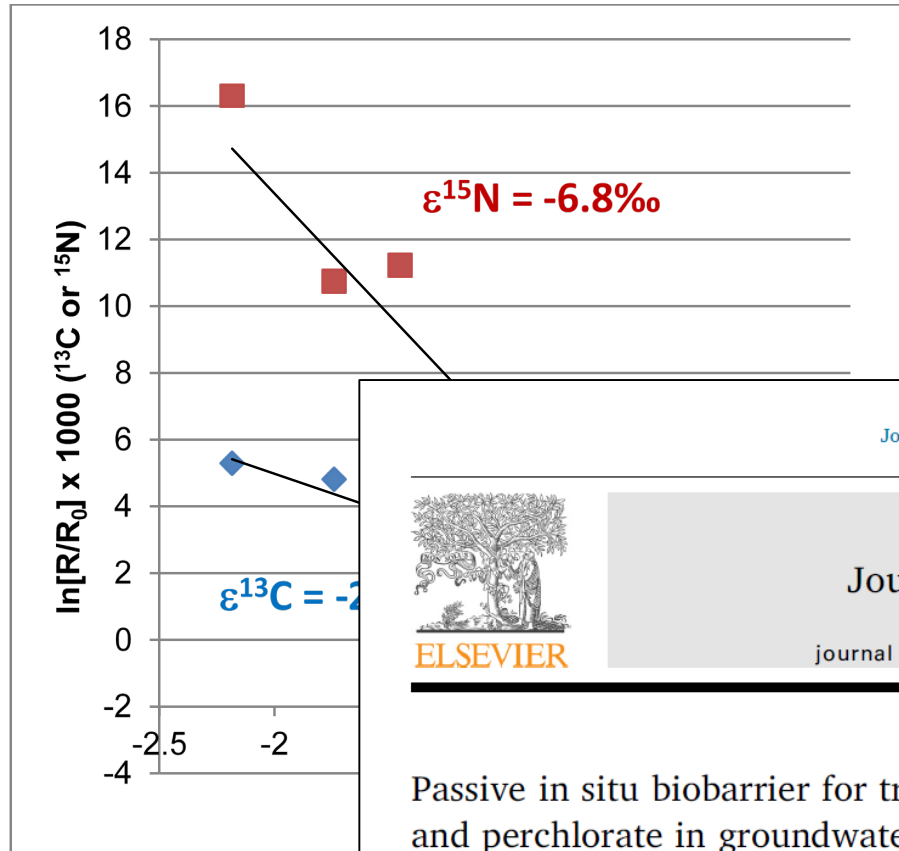 18
16
14
12
10
8
6
4
2
0
-2
-4
-2.5
-2
ln[R/R₀] x 1000 (¹³C or ¹⁵N)
ε¹⁵N = -6.8‰
ε¹³C = -2
Jo
ELSEVIER
Jou
journal
Passive in situ biobarrier for tr
and perchlorate in groundwate